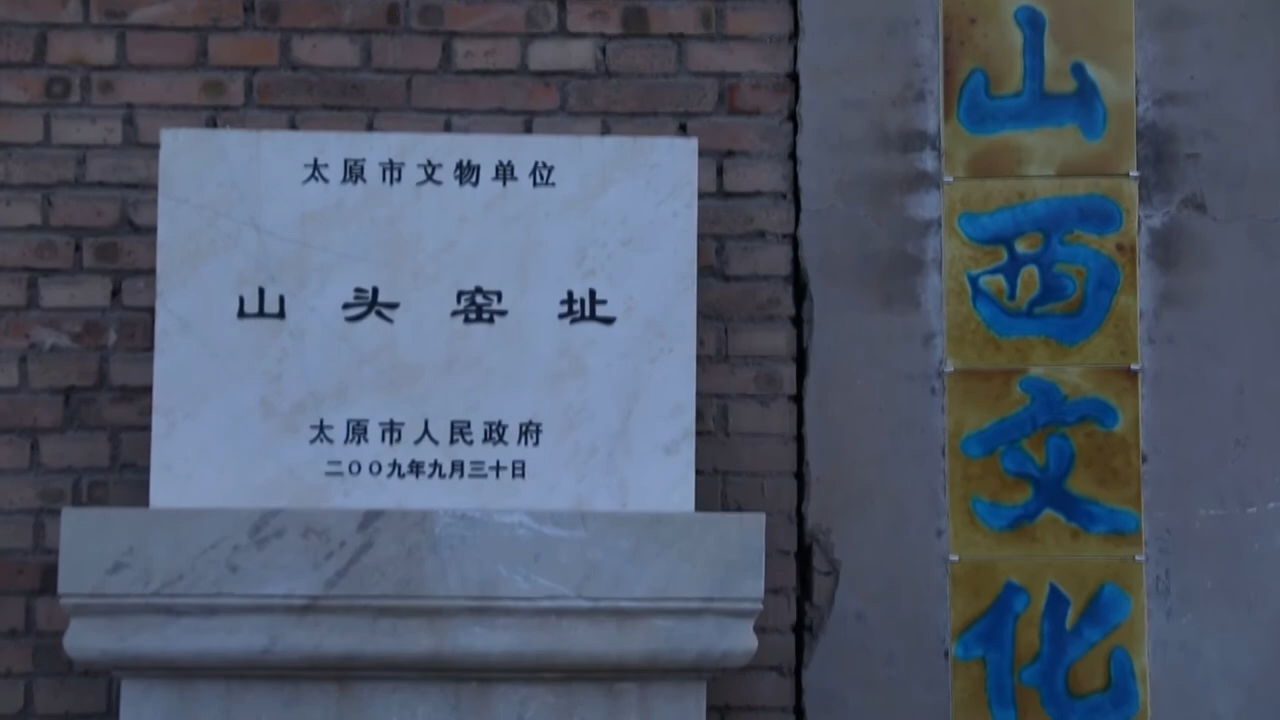 太原市文物单位
山头窑址
太原市人民政府
二〇〇九年九月三十日
山西文化